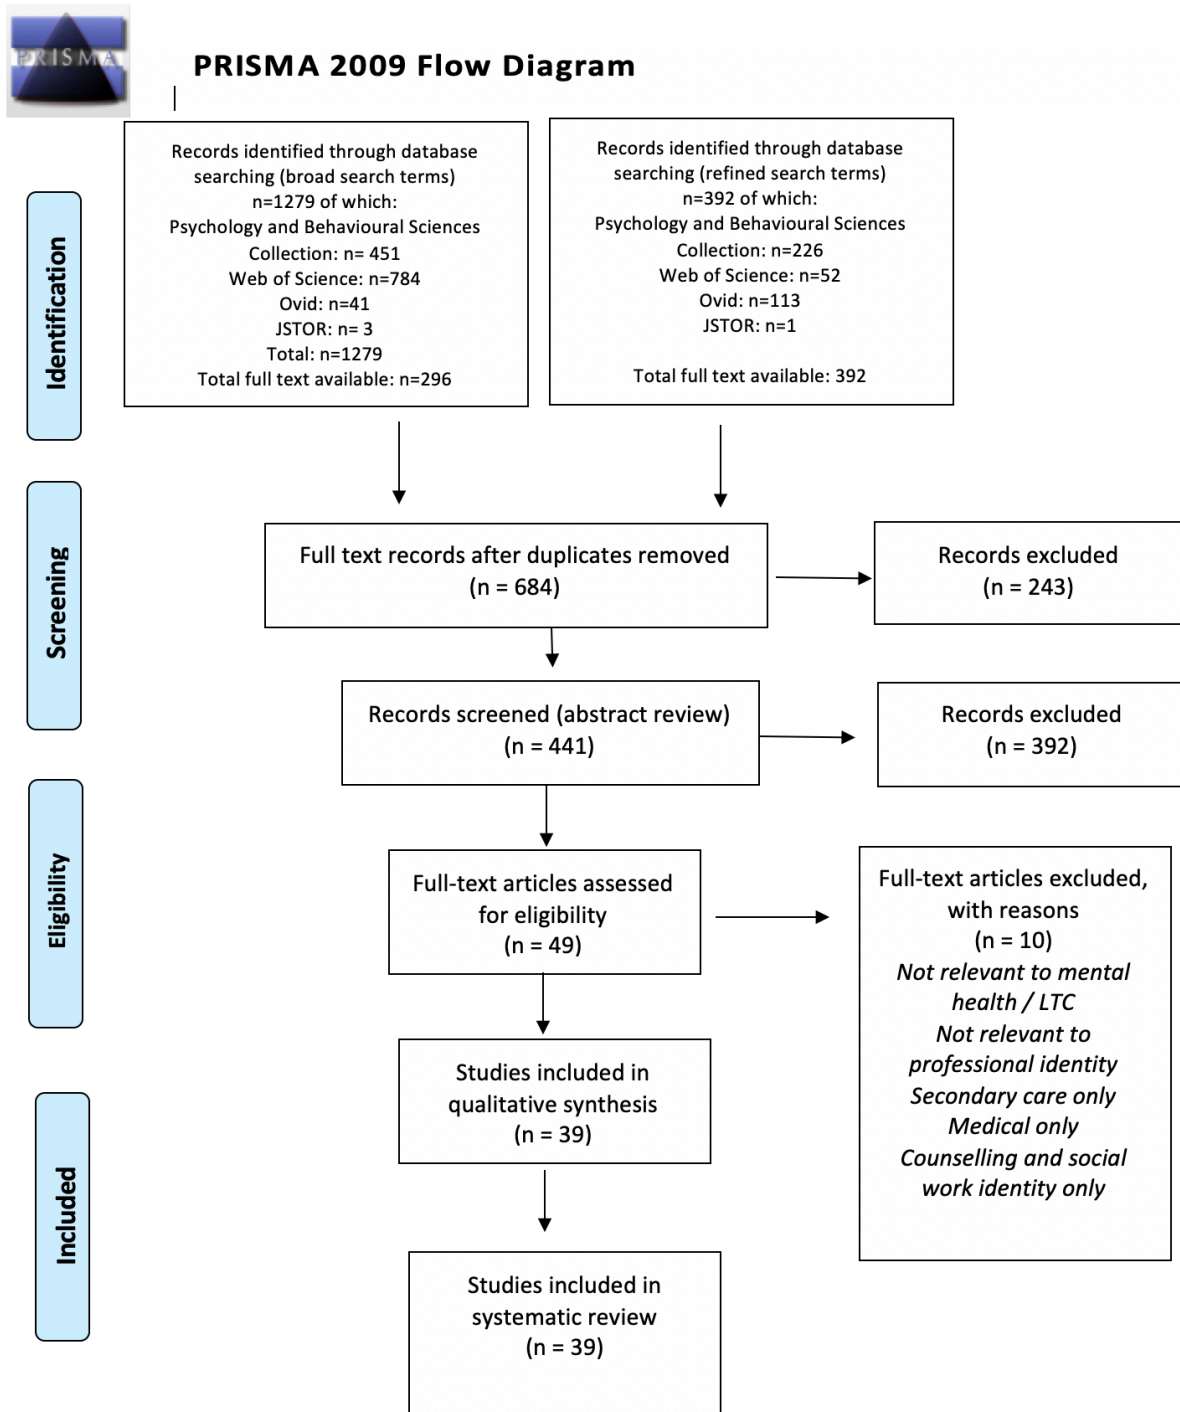 PRISMA
PRISMA 2009 Flow Diagram
Records identified through database
searching (broad search terms)
n=1279 of which:
Psychology and Behavioural Sciences
Collection: n= 451
Web of Science: n=784
Ovid: n=41
JSTOR: n= 3
Total: n=1279
Total full text available: n=296
Records identified through database
searching (refined search terms)
n=392 of which:
Psychology and Behavioural Sciences
Collection: n=226
Web of Science: n=52
Ovid: n=113
JSTOR: n=1
Total full text available: 392
Identification
Screening
Full text records after duplicates removed
(n = 684)
Records excluded
(n = 243)
Records screened (abstract review)
(n = 441)
Records excluded
(n = 392)
Eligibility
Full-text articles assessed
for eligibility
(n = 49)
Full-text articles excluded,
with reasons
(n = 10)
Not relevant to mental
health / LTC
Not relevant to
professional identity
Secondary care only
Medical only
Counselling and social
work identity only
Included
Studies included in
qualitative synthesis
(n = 39)
Studies included in
systematic review
(n = 39)